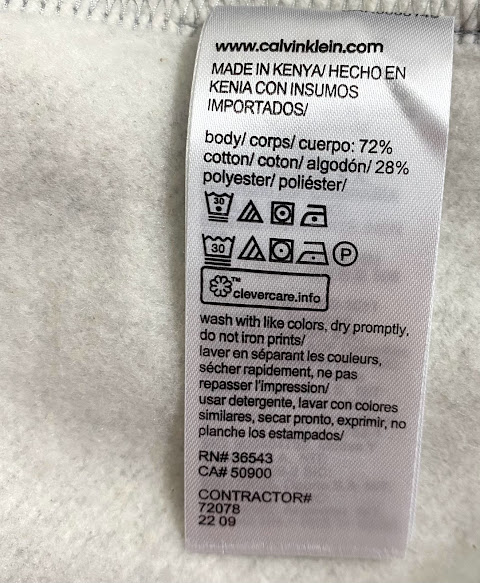 www.calvinklein.com
MADE IN KENYA/ HECHO EN
KENIA CON INSUMOS
IMPORTADOS/
body/ corps/ cuerpo: 72%
cotton/ coton/ algodón/ 28%
polyester/ poliéster/
30
30 P
™
clevercare.info
wash with like colors, dry promptly,
do not iron prints/
laver en séparant les couleurs,
sécher rapidement, ne pas
repasser l'impression/
usar detergente, lavar con colores
similares, secar pronto, exprimir, no
planche los estampados/
RN# 36543
CA# 50900
CONTRACTOR#
72078
22 09